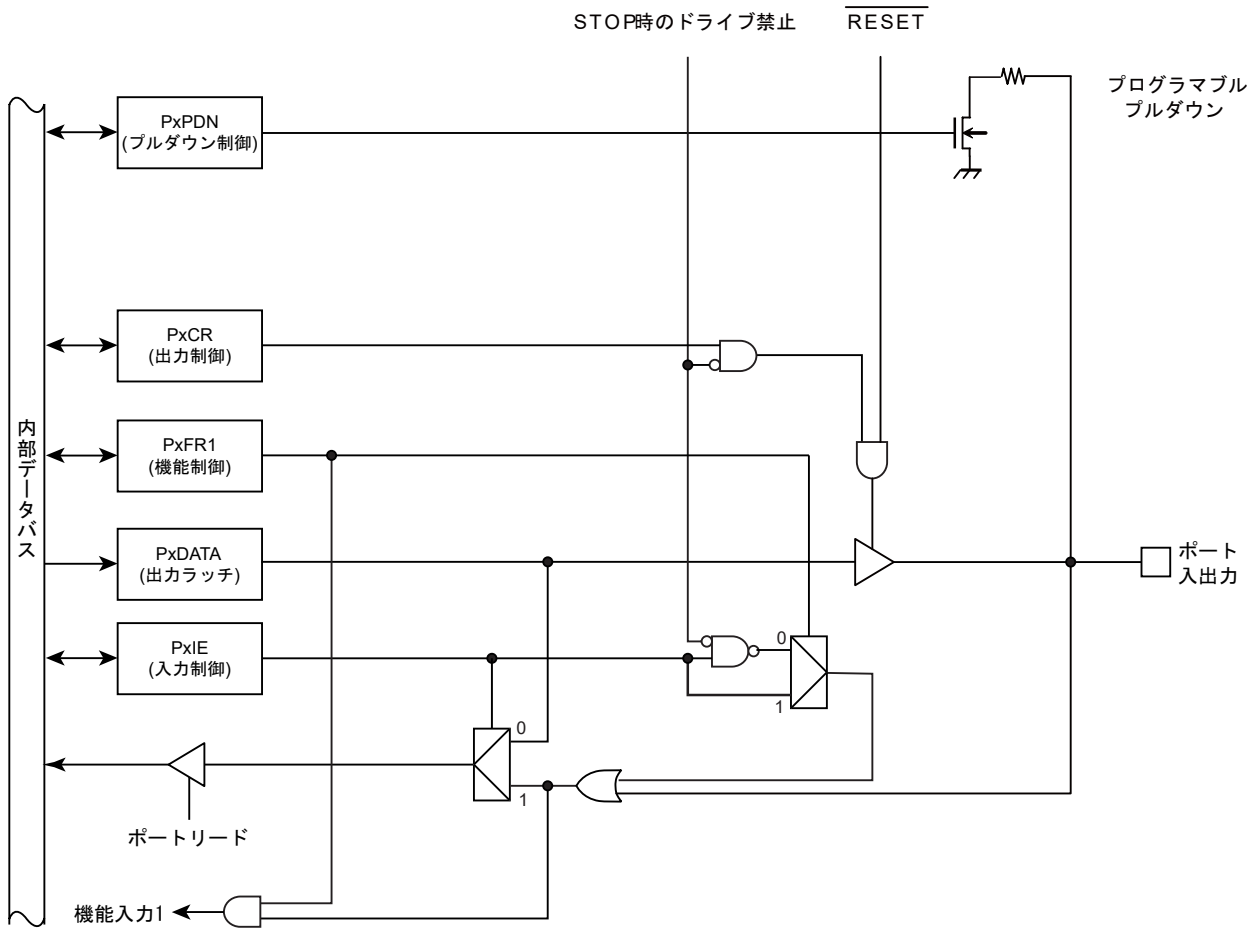 STOP時のドライブ禁止
RESET
プログラマブル
プルダウン
PxPDN
(プルダウン制御)
PxCR
(出力制御)
内部データバス
PxFR1
(機能制御)
PxDATA
(出力ラッチ)
ポート
入出力
PxIE
(入力制御)
0
1
0
1
ポートリード
機能入力1